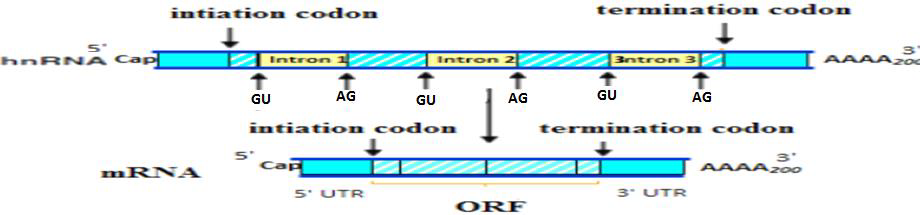 intiation codon termination codon
hnRNA 5' Cap Intron 1 Intron 2 3ntron 3 AAAA200 3'
GU AG GU AG GU AG
intiation codon termination codon
mRNA 5' Cap AAAA200 3'
5' UTR 3' UTR
ORF